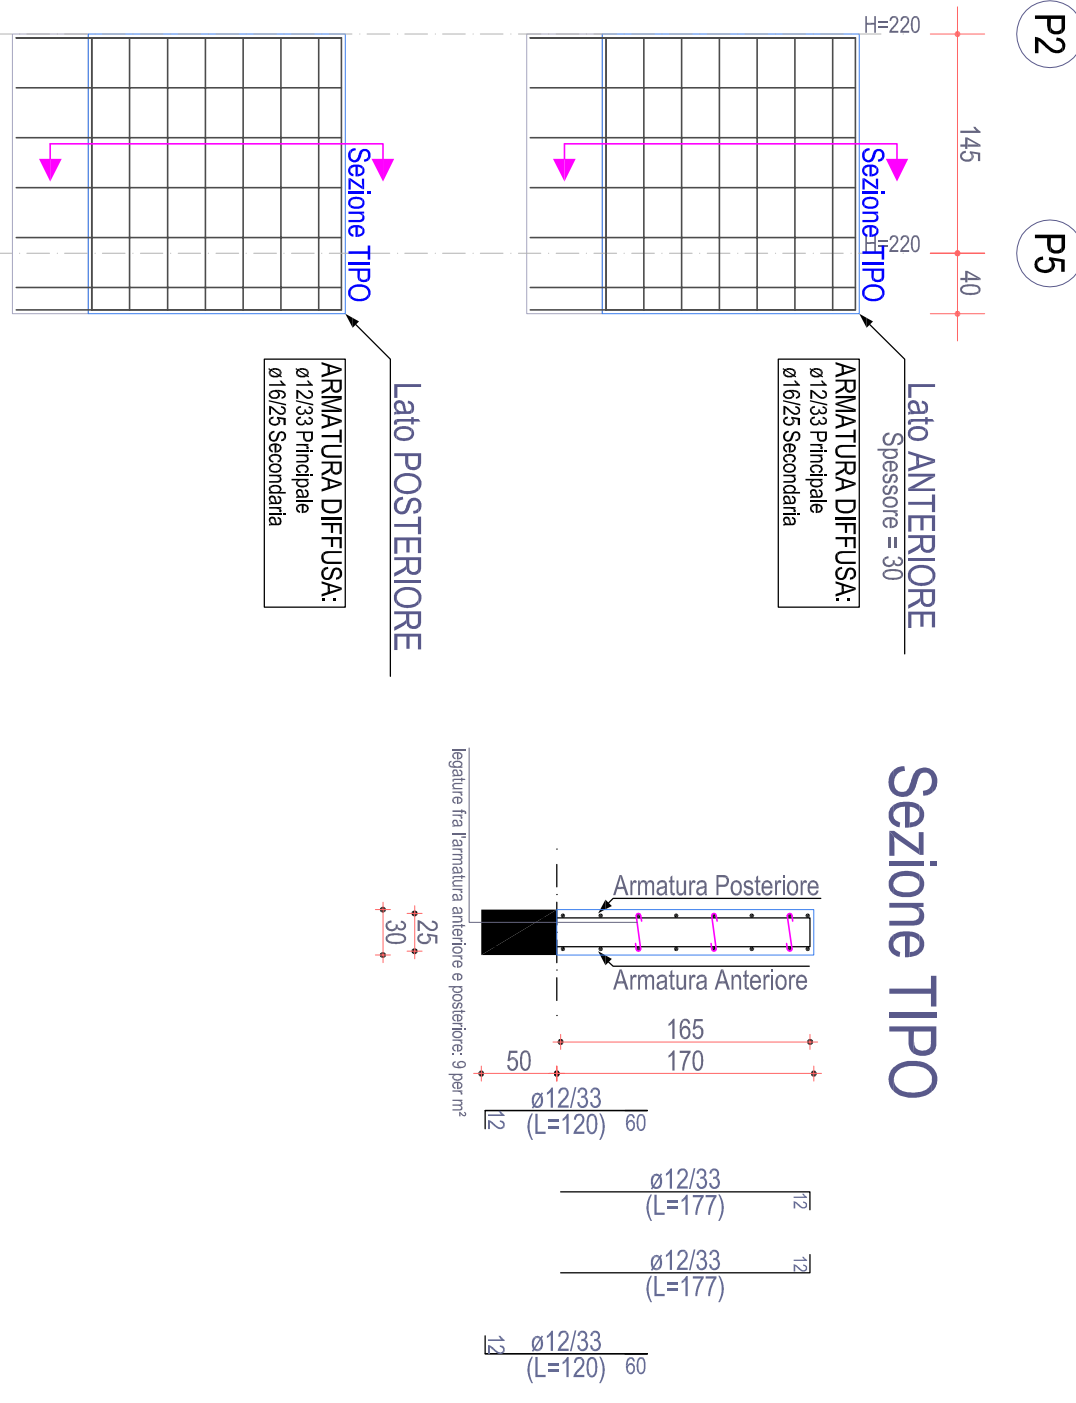 P2
P5
145
40
H=220
H=220
Sezione TIPO
Sezione TIPO
Lato ANTERIORE
Spessore = 30
ARMATURA DIFFUSA:
ø12/33 Principale
ø16/25 Secondaria
Lato POSTERIORE
ARMATURA DIFFUSA:
ø12/33 Principale
ø16/25 Secondaria
Sezione TIPO
Armatura Posteriore
Armatura Anteriore
legature fra l'armatura anteriore e posteriore: 9 per m²
25
30
165
50
170
ø12/33
(L=120)
12
60
ø12/33
(L=177)
12
ø12/33
(L=177)
12
ø12/33
(L=120)
12
60